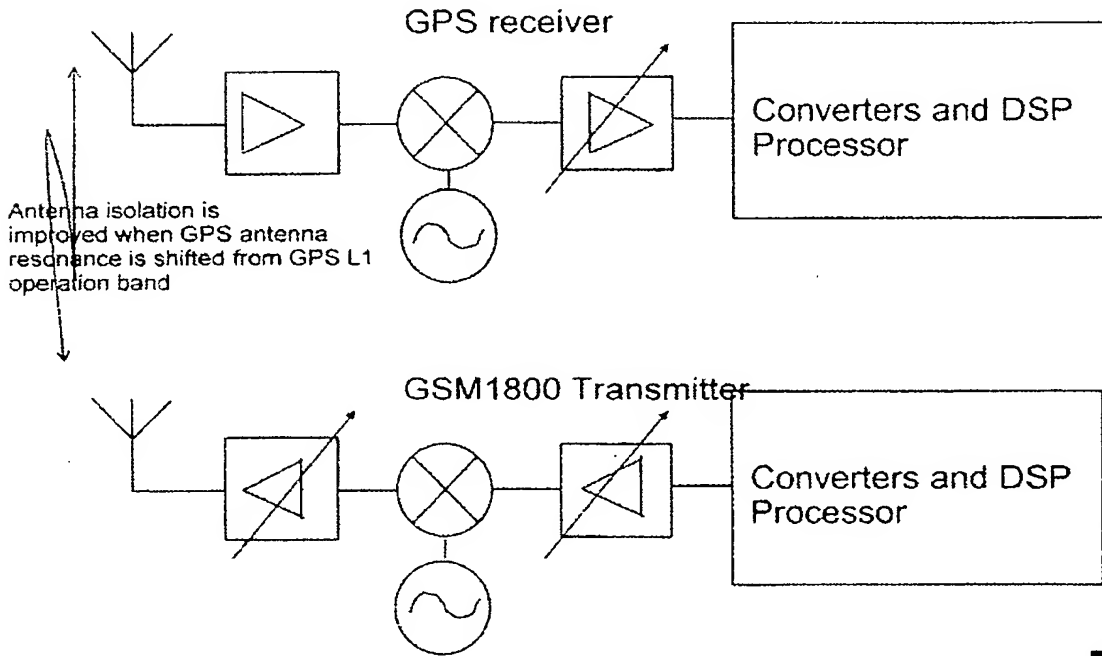 GPS receiver
Converters and DSP
Processor
Antenna isolation is
improved when GPS antenna
resonance is shifted from GPS L1
operation band
GSM1800 Transmitter
Converters and DSP
Processor